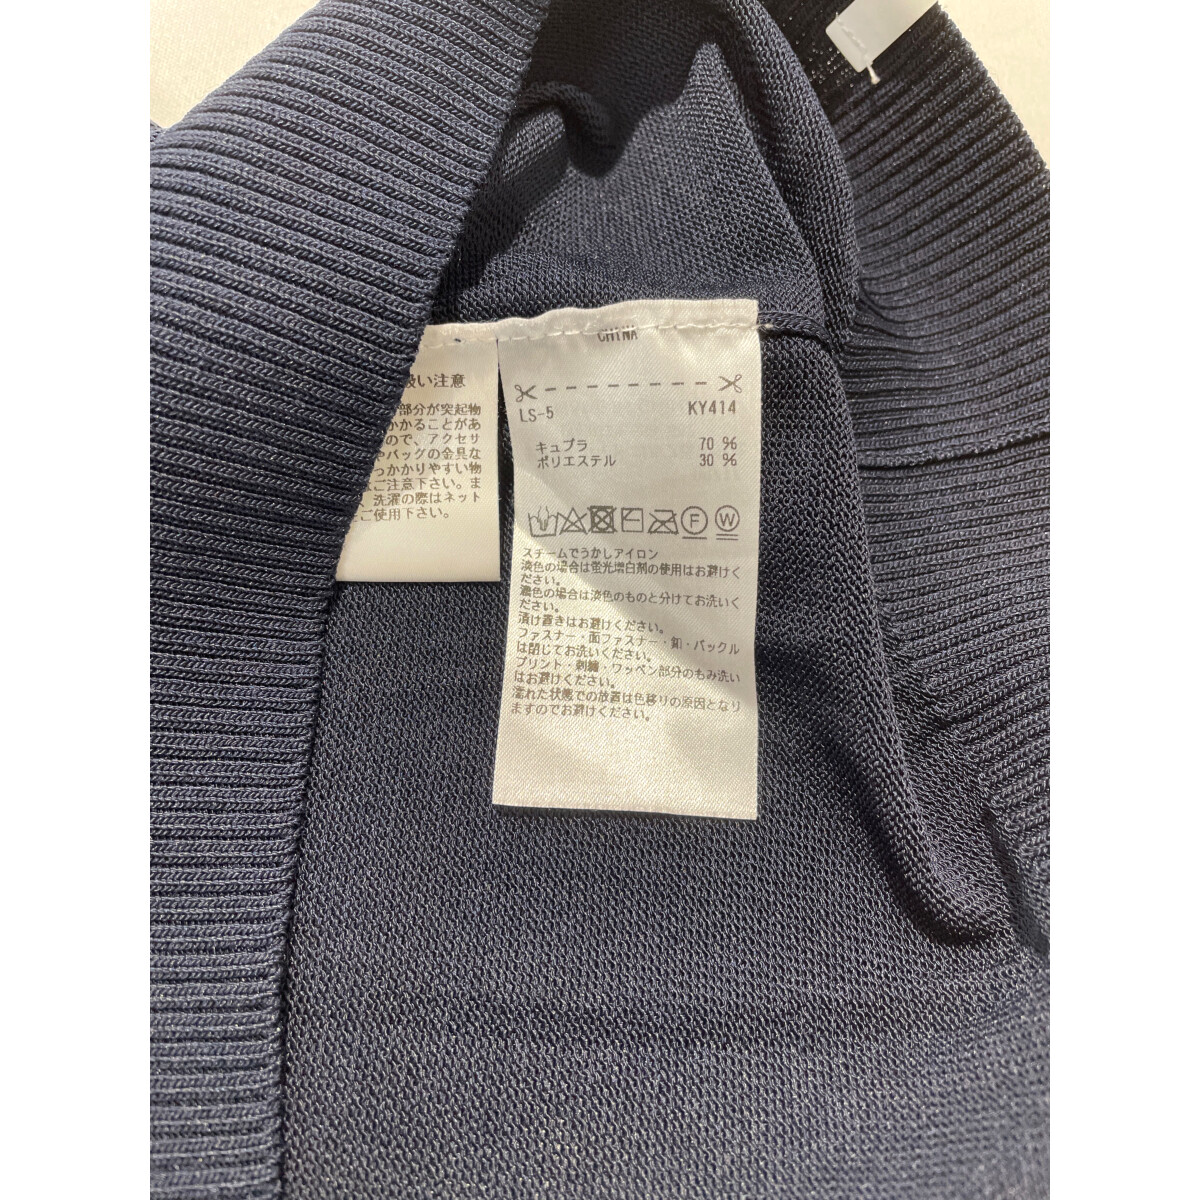 CHINA
LS-5 KY414
キュプラ 70 %
ポリエステル 30 %
F W
スチームでうかしアイロン
淡色の場合は蛍光増白剤の使用はお避けく
ださい。
濃色の場合は淡色のものと分けてお洗いく
ださい。
漬け置きはお避けください。
ファスナー・面ファスナー・釦・バックル
は閉じてお洗いください。
プリント・刺繍・ワッペン部分のもみ洗い
はお避けください。
濡れた状態での放置は色移りの原因となり
ますのでお避けください。
扱い注意
部分が突起物
かかることがあ
ので、アクセサ
やバッグの金具な
っかかりやすい物
ご注意下さい。ま
、洗濯の際はネット
ご使用下さい。